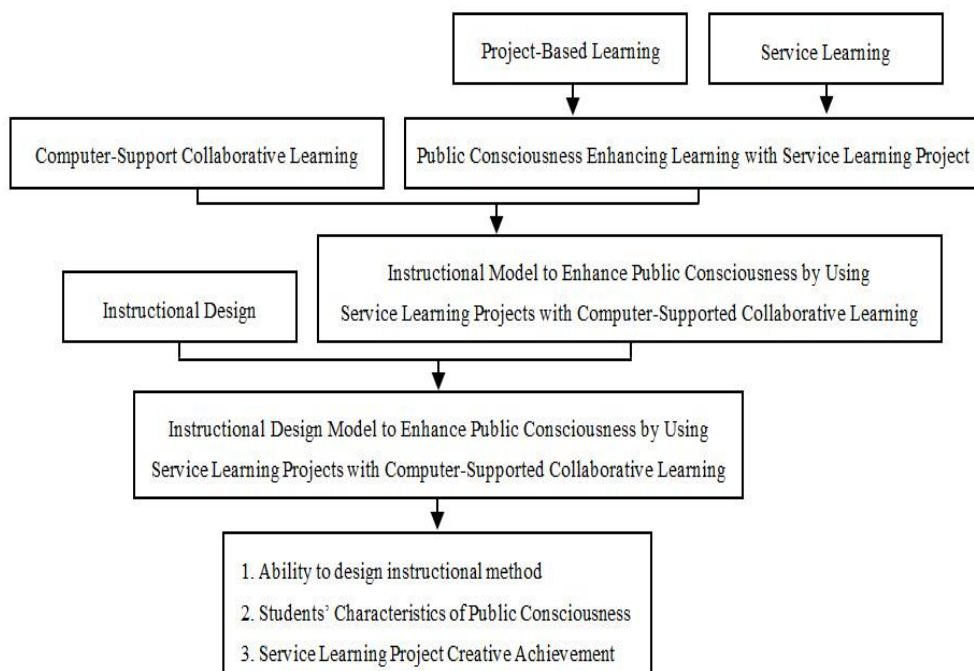 Project-Based Learning
Service Learning
Computer-Support Collaborative Learning
Public Consciousness Enhancing Learning with Service Learning Project
Instructional Model to Enhance Public Consciousness by Using
Service Learning Projects with Computer-Supported Collaborative Learning
Instructional Design
Instructional Design Model to Enhance Public Consciousness by Using
Service Learning Projects with Computer-Supported Collaborative Learning
1. Ability to design instructional method
2. Students’ Characteristics of Public Consciousness
3. Service Learning Project Creative Achievement